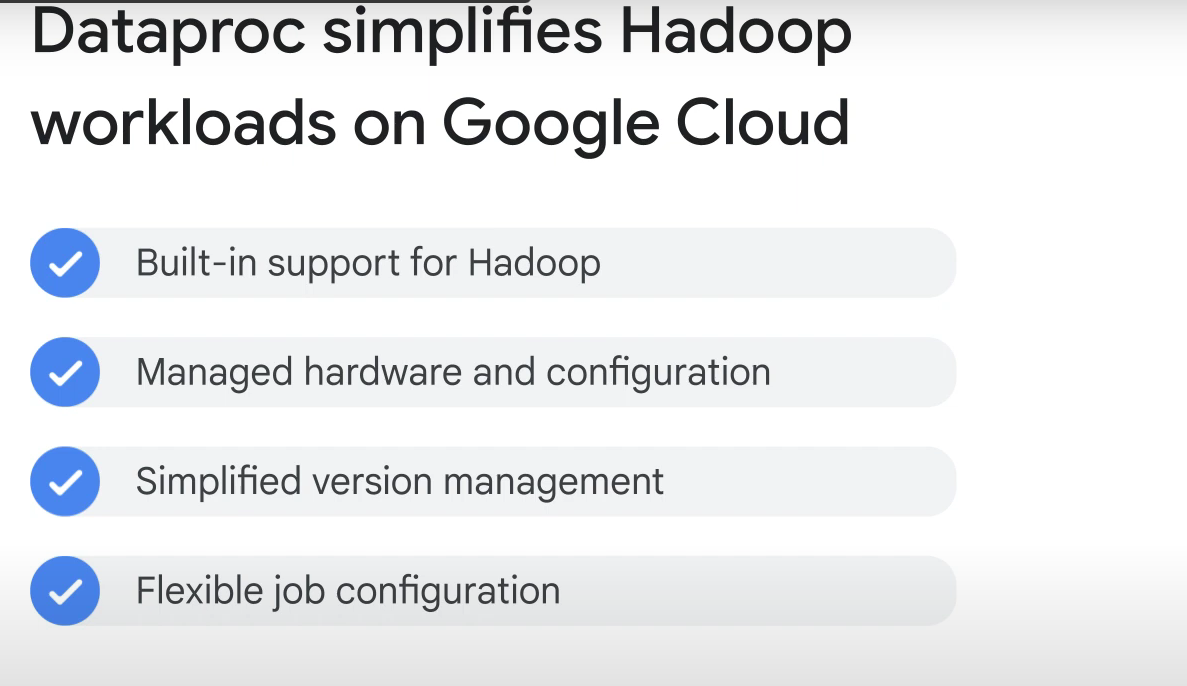 Dataproc simplifies Hadoop
workloads on Google Cloud
Built-in support for Hadoop
Managed hardware and configuration
Simplified version management
Flexible job configuration